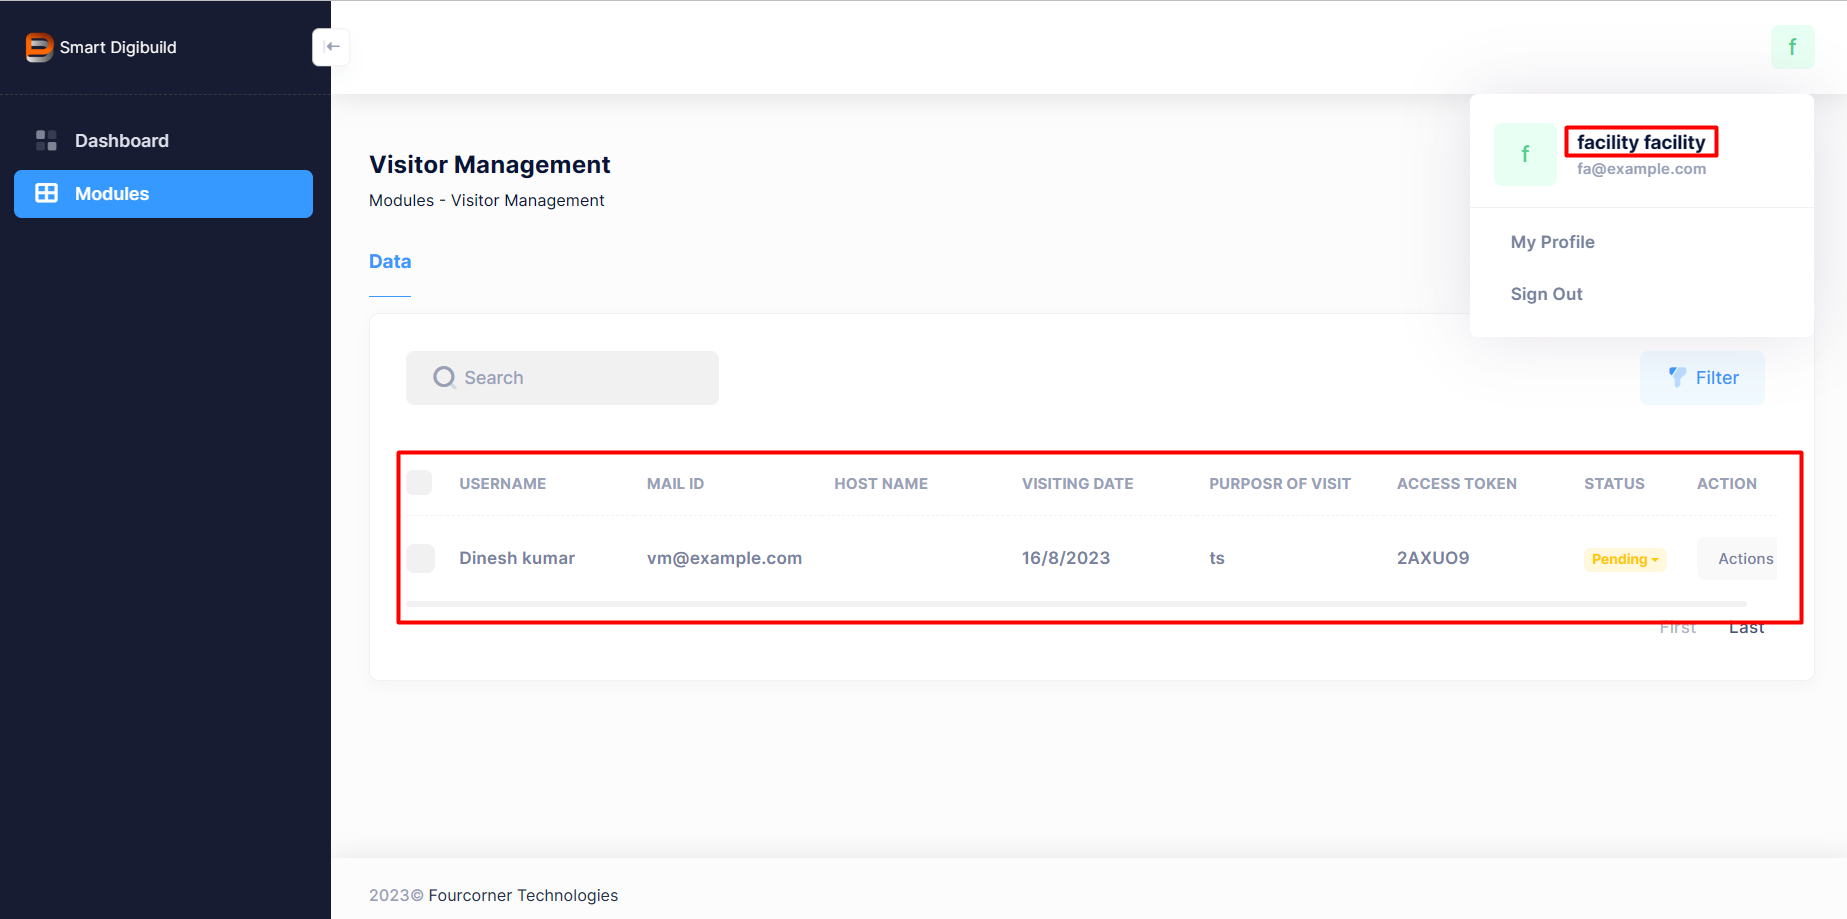 Smart Digibuild
f
Dashboard
Modules
Visitor Management
Modules - Visitor Management
f
facility facility
fa@example.com
My Profile
Sign Out
Data
Search
Filter
USERNAME MAIL ID HOST NAME VISITING DATE PURPOSR OF VISIT ACCESS TOKEN STATUS ACTION
Dinesh kumar vm@example.com 16/8/2023 ts 2AXUO9 Pending Actions
First Last
2023© Fourcorner Technologies